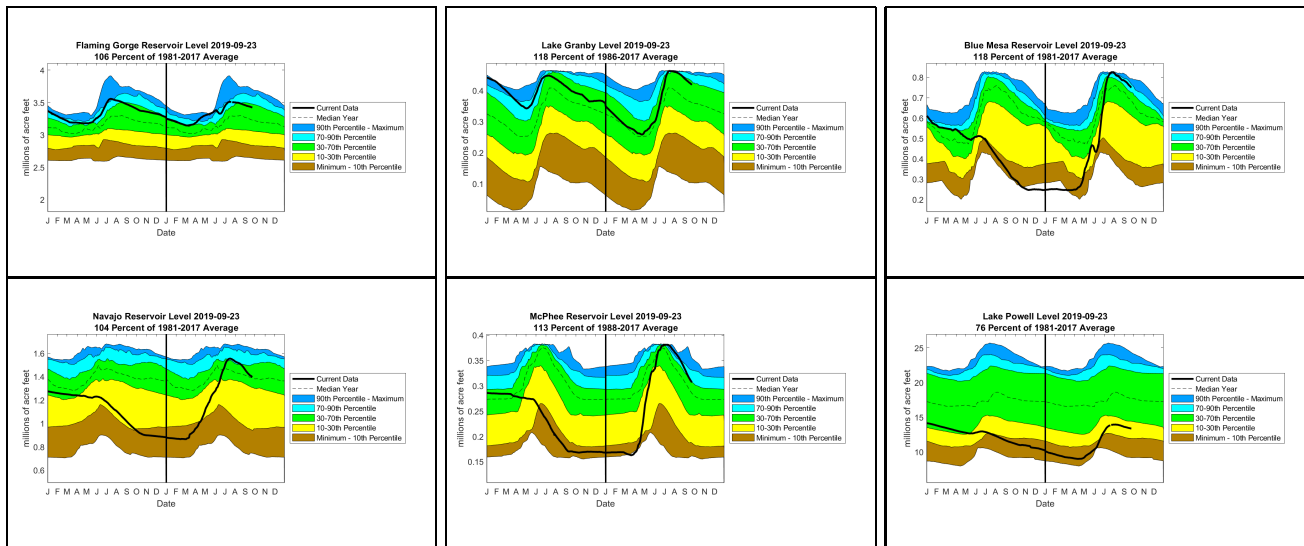 Flaming Gorge Reservoir Level 2019-09-23
106 Percent of 1981-2017 Average
4
3.5
3
2.5
2
millions of acre feet
J F M A M J J A S O N D J F M A M J J A S O N D
Date
Current Data
Median Year
90th Percentile - Maximum
70-90th Percentile
30-70th Percentile
10-30th Percentile
Minimum - 10th Percentile
Lake Granby Level 2019-09-23
118 Percent of 1986-2017 Average
0.4
0.3
0.2
0.1
millions of acre feet
J F M A M J J A S O N D J F M A M J J A S O N D
Date
Current Data
Median Year
90th Percentile - Maximum
70-90th Percentile
30-70th Percentile
10-30th Percentile
Minimum - 10th Percentile
Blue Mesa Reservoir Level 2019-09-23
118 Percent of 1981-2017 Average
0.8
0.7
0.6
0.5
0.4
0.3
0.2
millions of acre feet
J F M A M J J A S O N D J F M A M J J A S O N D
Date
Current Data
Median Year
90th Percentile - Maximum
70-90th Percentile
30-70th Percentile
10-30th Percentile
Minimum - 10th Percentile
Navajo Reservoir Level 2019-09-23
104 Percent of 1981-2017 Average
1.6
1.4
1.2
1
0.8
0.6
millions of acre feet
J F M A M J J A S O N D J F M A M J J A S O N D
Date
Current Data
Median Year
90th Percentile - Maximum
70-90th Percentile
30-70th Percentile
10-30th Percentile
Minimum - 10th Percentile
McPhee Reservoir Level 2019-09-23
113 Percent of 1988-2017 Average
0.4
0.35
0.3
0.25
0.2
0.15
millions of acre feet
J F M A M J J A S O N D J F M A M J J A S O N D
Date
Current Data
Median Year
90th Percentile - Maximum
70-90th Percentile
30-70th Percentile
10-30th Percentile
Minimum - 10th Percentile
Lake Powell Level 2019-09-23
76 Percent of 1981-2017 Average
25
20
15
10
millions of acre feet
J F M A M J J A S O N D J F M A M J J A S O N D
Date
Current Data
Median Year
90th Percentile - Maximum
70-90th Percentile
30-70th Percentile
10-30th Percentile
Minimum - 10th Percentile